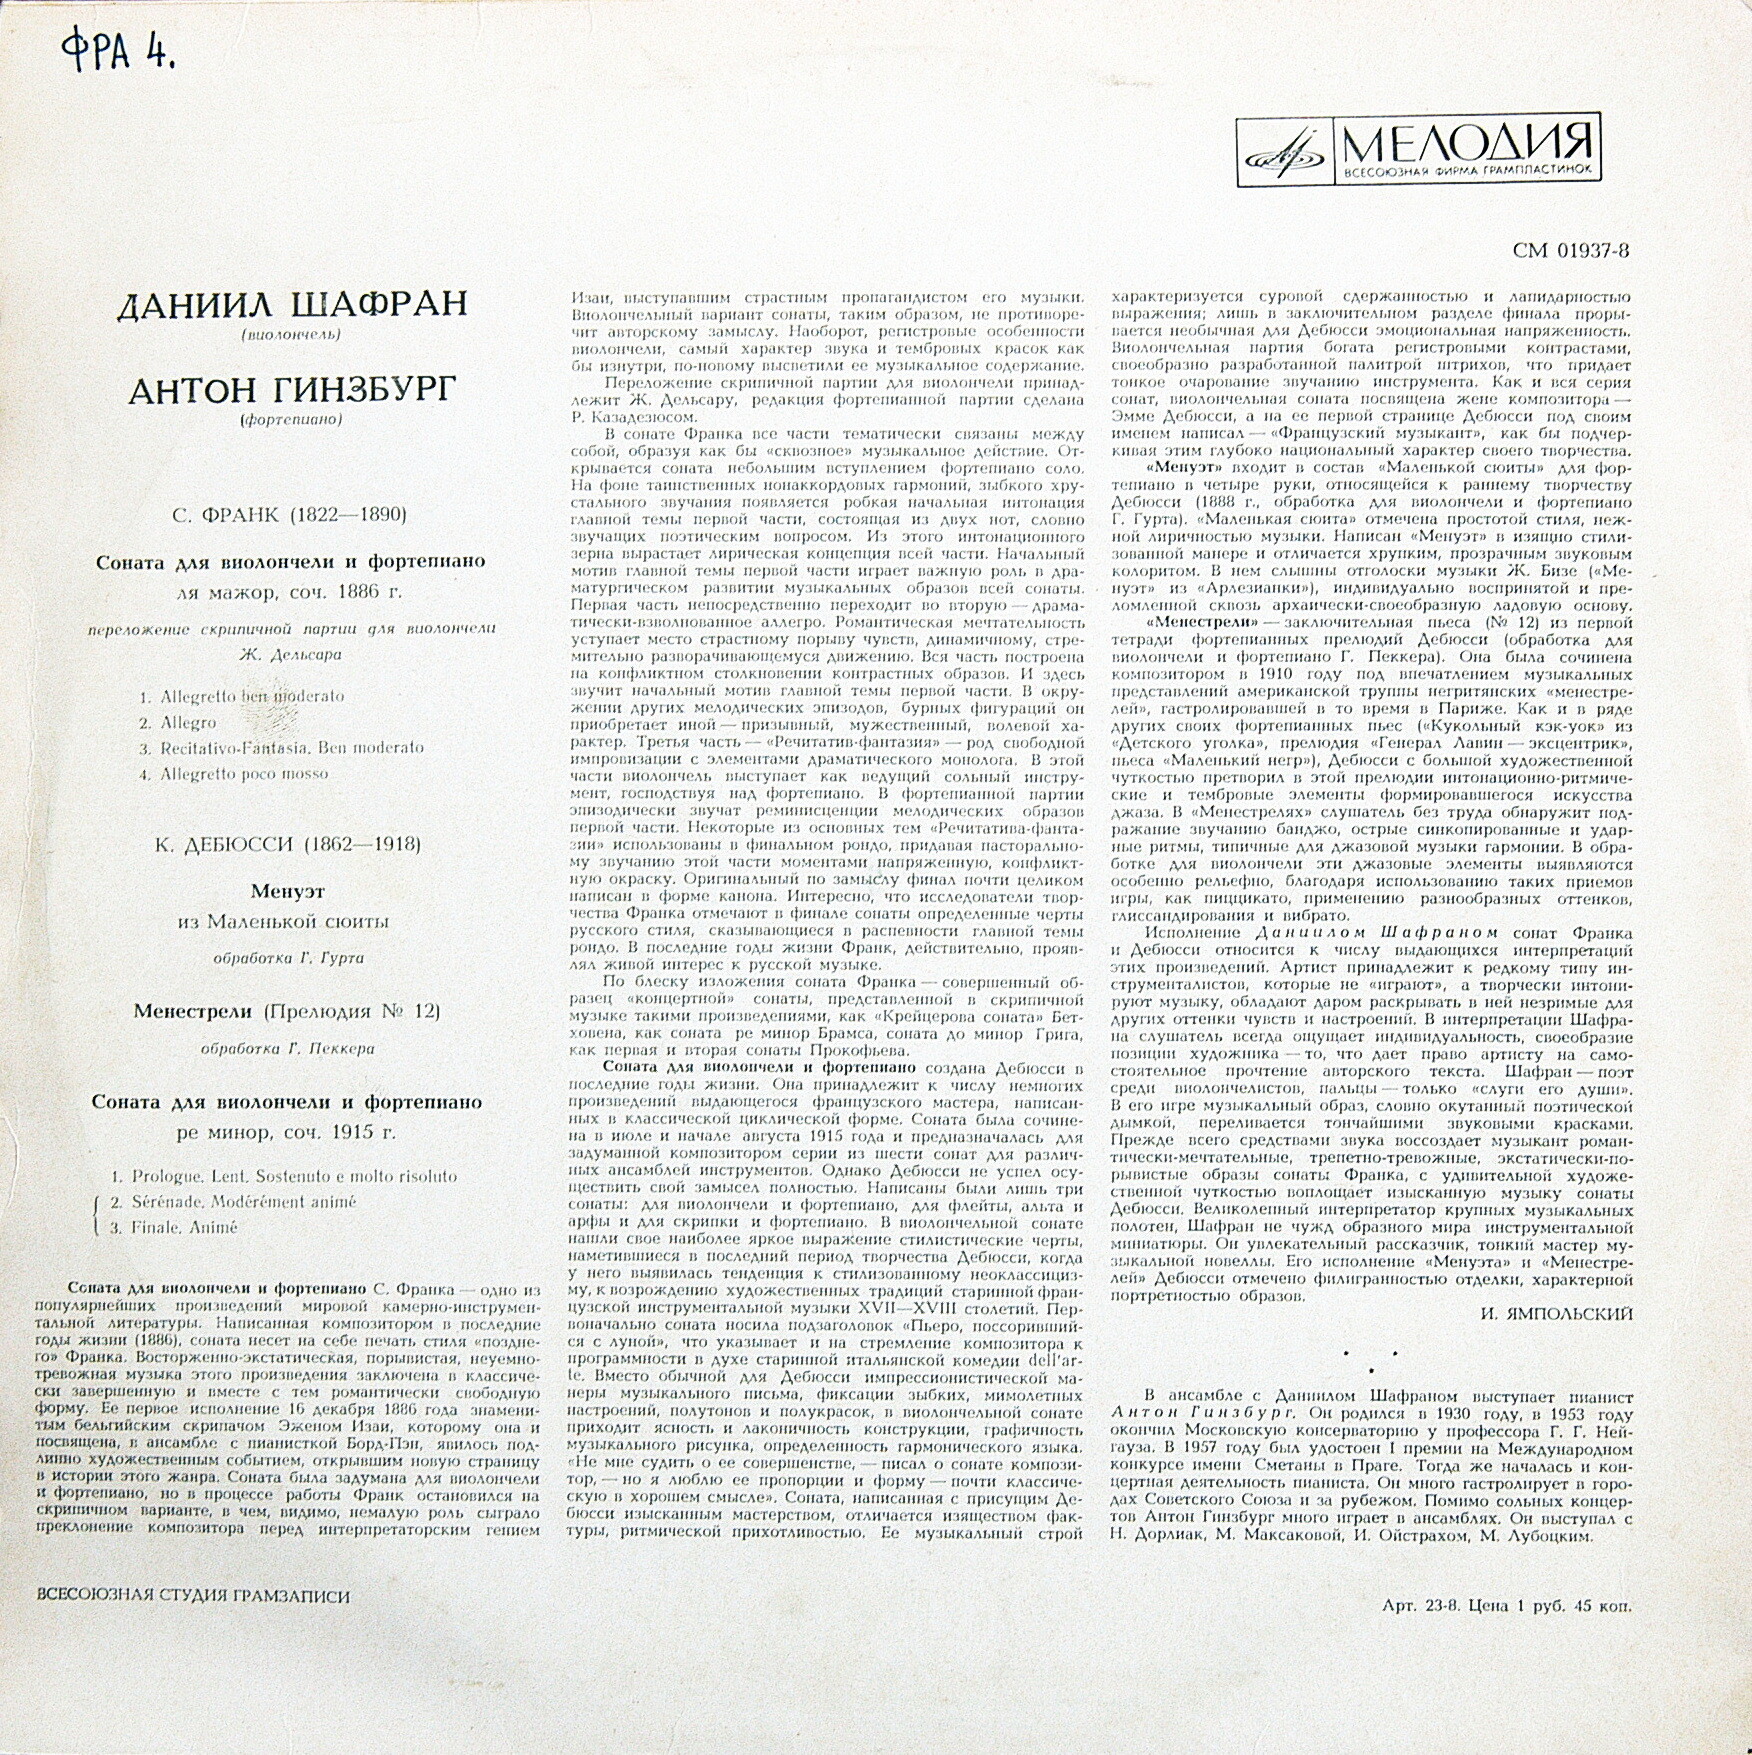 ФРА 4.
МЕЛОДИЯ
ВСЕСОЮЗНАЯ ФИРМА ГРАМПЛАСТИНОК
СМ 01937-8
ДАНИИЛ ШАФРАН
(виолончель)
АНТОН ГИНЗБУРГ
(фортепиано)
С. ФРАНК (1822—1890)
Соната для виолончели и фортепиано
ля мажор, соч. 1886 г.
переложение скрипичной партии для виолончели
Ж. Дельсара
1. Allegretto ben moderato
2. Allegro
3. Recitativo-Fantasia. Ben moderato
4. Allegretto poco mosso
К. ДЕБЮССИ (1862—1918)
Менуэт
из Маленькой сюиты
обработка Г. Гурта
Менестрели (Прелюдия № 12)
обработка Г. Пеккера
Соната для виолончели и фортепиано
ре минор, соч. 1915 г.
1. Prologue. Lent. Sostenuto e molto risoluto
2. Sérénade. Modérément animé
3. Finale. Animé
Соната для виолончели и фортепиано С. Франка — одно из
популярнейших произведений мировой камерно-инструмен-
тальной литературы. Написанная композитором в последние
годы жизни (1886), соната несет на себе печать стиля «поздне-
го» Франка. Восторженно-экстатическая, порывистая, неуемно-
тревожная музыка этого произведения заключена в классиче-
ски завершенную и вместе с тем романтически свободную
форму. Ее первое исполнение 16 декабря 1886 года знамени-
тым бельгийским скрипачом Эженом Изаи, которому она и
посвящена, в ансамбле с пианисткой Борд-Пэн, явилось под-
линно художественным событием, открывшим новую страницу
в истории этого жанра. Соната была задумана для виолончели
и фортепиано, но в процессе работы Франк остановился на
скрипичном варианте, в чем, видимо, немалую роль сыграло
преклонение композитора перед интерпретаторским гением
Изаи, выступавшим страстным пропагандистом его музыки.
Виолончельный вариант сонаты, таким образом, не противоре-
чит авторскому замыслу. Наоборот, регистровые особенности
виолончели, самый характер звука и тембровых красок как
бы изнутри, по-новому высветили ее музыкальное содержание.
Переложение скрипичной партии для виолончели принад-
лежит Ж. Дельсару, редакция фортепианной партии сделана
Р. Казадезюсом.
В сонате Франка все части тематически связаны между
собой, образуя как бы «сквозное» музыкальное действие. От-
крывается соната небольшим вступлением фортепиано соло.
На фоне таинственных нонаккордовых гармоний, зыбкого хру-
стального звучания появляется робкая начальная интонация
главной темы первой части, состоящая из двух нот, словно
звучащих поэтическим вопросом. Из этого интонационного
зерна вырастает лирическая концепция всей части. Начальный
мотив главной темы первой части играет важную роль в дра-
матургическом развитии музыкальных образов всей сонаты.
Первая часть непосредственно переходит во вторую — драма-
тически-взволнованное аллегро. Романтическая мечтательность
уступает место страстному порыву чувств, динамичному, стре-
мительно разворачивающемуся движению. Вся часть построена
на конфликтном столкновении контрастных образов. И здесь
звучит начальный мотив главной темы первой части. В окру-
жении других мелодических эпизодов, бурных фигураций он
приобретает иной — призывный, мужественный, волевой ха-
рактер. Третья часть — «Речитатив-фантазия» — род свободной
импровизации с элементами драматического монолога. В этой
части виолончель выступает как ведущий сольный инстру-
мент, господствуя над фортепиано. В фортепианной партии
эпизодически звучат реминисценции мелодических образов
первой части. Некоторые из основных тем «Речитатива-фанта-
зии» использованы в финальном рондо, придавая пасторально-
му звучанию этой части моментами напряженную, конфликт-
ную окраску. Оригинальный по замыслу финал почти целиком
написан в форме канона. Интересно, что исследователи твор-
чества Франка отмечают в финале сонаты определенные черты
русского стиля, сказывающиеся в распевности главной темы
рондо. В последние годы жизни Франк, действительно, прояв-
лял живой интерес к русской музыке.
По блеску изложения соната Франка — совершенный об-
разец «концертной» сонаты, представленной в скрипичной
музыке такими произведениями, как «Крейцерова соната» Бет-
ховена, как соната ре минор Брамса, соната до минор Грига,
как первая и вторая сонаты Прокофьева.
Соната для виолончели и фортепиано создана Дебюсси в
последние годы жизни. Она принадлежит к числу немногих
произведений выдающегося французского мастера, написан-
ных в классической циклической форме. Соната была сочине-
на в июле и начале августа 1915 года и предназначалась для
задуманной композитором серии из шести сонат для различ-
ных ансамблей инструментов. Однако Дебюсси не успел осу-
ществить свой замысел полностью. Написаны были лишь три
сонаты: для виолончели и фортепиано, для флейты, альта и
арфы и для скрипки и фортепиано. В виолончельной сонате
нашли свое наиболее яркое выражение стилистические черты,
наметившиеся в последний период творчества Дебюсси, когда
у него выявилась тенденция к стилизованному неоклассициз-
му, к возрождению художественных традиций старинной фран-
цузской инструментальной музыки XVII—XVIII столетий. Пер-
воначально соната носила подзаголовок «Пьеро, поссоривший-
ся с луной», что указывает и на стремление композитора к
программности в духе старинной итальянской комедии dell'ar-
te. Вместо обычной для Дебюсси импрессионистической ма-
неры музыкального письма, фиксации зыбких, мимолетных
настроений, полутонов и полукрасок, в виолончельной сонате
приходит ясность и лаконичность конструкции, графичность
музыкального рисунка, определенность гармонического языка.
«Не мне судить о ее совершенстве, — писал о сонате компози-
тор, — но я люблю ее пропорции и форму — почти классиче-
скую в хорошем смысле». Соната, написанная с присущим Де-
бюсси изысканным мастерством, отличается изяществом фак-
туры, ритмической прихотливостью. Ее музыкальный строй
характеризуется суровой сдержанностью и лапидарностью
выражения; лишь в заключительном разделе финала проры-
вается необычная для Дебюсси эмоциональная напряженность.
Виолончельная партия богата регистровыми контрастами,
своеобразно разработанной палитрой штрихов, что придает
тонкое очарование звучанию инструмента. Как и вся серия
сонат, виолончельная соната посвящена жене композитора —
Эмме Дебюсси, а на ее первой странице Дебюсси под своим
именем написал — «Французский музыкант», как бы подчер-
кивая этим глубоко национальный характер своего творчества.
«Менуэт» входит в состав «Маленькой сюиты» для фор-
тепиано в четыре руки, относящейся к раннему творчеству
Дебюсси (1888 г., обработка для виолончели и фортепиано
Г. Гурта). «Маленькая сюита» отмечена простотой стиля, неж-
ной лиричностью музыки. Написан «Менуэт» в изящно стили-
зованной манере и отличается хрупким, прозрачным звуковым
колоритом. В нем слышны отголоски музыки Ж. Бизе («Ме-
нуэт» из «Арлезианки»), индивидуально воспринятой и пре-
ломленной сквозь архаически-своеобразную ладовую основу.
«Менестрели» — заключительная пьеса (№ 12) из первой
тетради фортепианных прелюдий Дебюсси (обработка для
виолончели и фортепиано Г. Пеккера). Она была сочинена
композитором в 1910 году под впечатлением музыкальных
представлений американской труппы негритянских «менестре-
лей», гастролировавшей в то время в Париже. Как и в ряде
других своих фортепианных пьес («Кукольный кэк-уок» из
«Детского уголка», прелюдия «Генерал Лавин — эксцентрик»,
пьеса «Маленький негр»), Дебюсси с большой художественной
чуткостью претворил в этой прелюдии интонационно-ритмиче-
ские и тембровые элементы формировавшегося искусства
джаза. В «Менестрелях» слушатель без труда обнаружит под-
ражание звучанию банджо, острые синкопированные и удар-
ные ритмы, типичные для джазовой музыки гармонии. В обра-
ботке для виолончели эти джазовые элементы выявляются
особенно рельефно, благодаря использованию таких приемов
игры, как пиццикато, применению разнообразных оттенков,
глиссандирования и вибрато.
Исполнение Даниилом Шафраном сонат Франка
и Дебюсси относится к числу выдающихся интерпретаций
этих произведений. Артист принадлежит к редкому типу ин-
струменталистов, которые не «играют», а творчески интони-
руют музыку, обладают даром раскрывать в ней незримые для
других оттенки чувств и настроений. В интерпретации Шафра-
на слушатель всегда ощущает индивидуальность, своеобразие
позиции художника — то, что дает право артисту на само-
стоятельное прочтение авторского текста. Шафран — поэт
среди виолончелистов, пальцы — только «слуги его души».
В его игре музыкальный образ, словно окутанный поэтической
дымкой, переливается тончайшими звуковыми красками.
Прежде всего средствами звука воссоздает музыкант роман-
тически-мечтательные, трепетно-тревожные, экстатически-по-
рывистые образы сонаты Франка, с удивительной художе-
ственной чуткостью воплощает изысканную музыку сонаты
Дебюсси. Великолепный интерпретатор крупных музыкальных
полотен, Шафран не чужд образного мира инструментальной
миниатюры. Он увлекательный рассказчик, тонкий мастер му-
зыкальной новеллы. Его исполнение «Менуэта» и «Менестре-
лей» Дебюсси отмечено филигранностью отделки, характерной
портретностью образов.
И. ЯМПОЛЬСКИЙ
В ансамбле с Даниилом Шафраном выступает пианист
Антон Гинзбург. Он родился в 1930 году, в 1953 году
окончил Московскую консерваторию у профессора Г. Г. Ней-
гауза. В 1957 году был удостоен I премии на Международном
конкурсе имени Сметаны в Праге. Тогда же началась и кон-
цертная деятельность пианиста. Он много гастролирует в горо-
дах Советского Союза и за рубежом. Помимо сольных концер-
тов Антон Гинзбург много играет в ансамблях. Он выступал с
Н. Дорлиак, М. Максаковой, И. Ойстрахом, М. Лубоцким.
ВСЕСОЮЗНАЯ СТУДИЯ ГРАМЗАПИСИ
Арт. 23-8. Цена 1 руб. 45 коп.